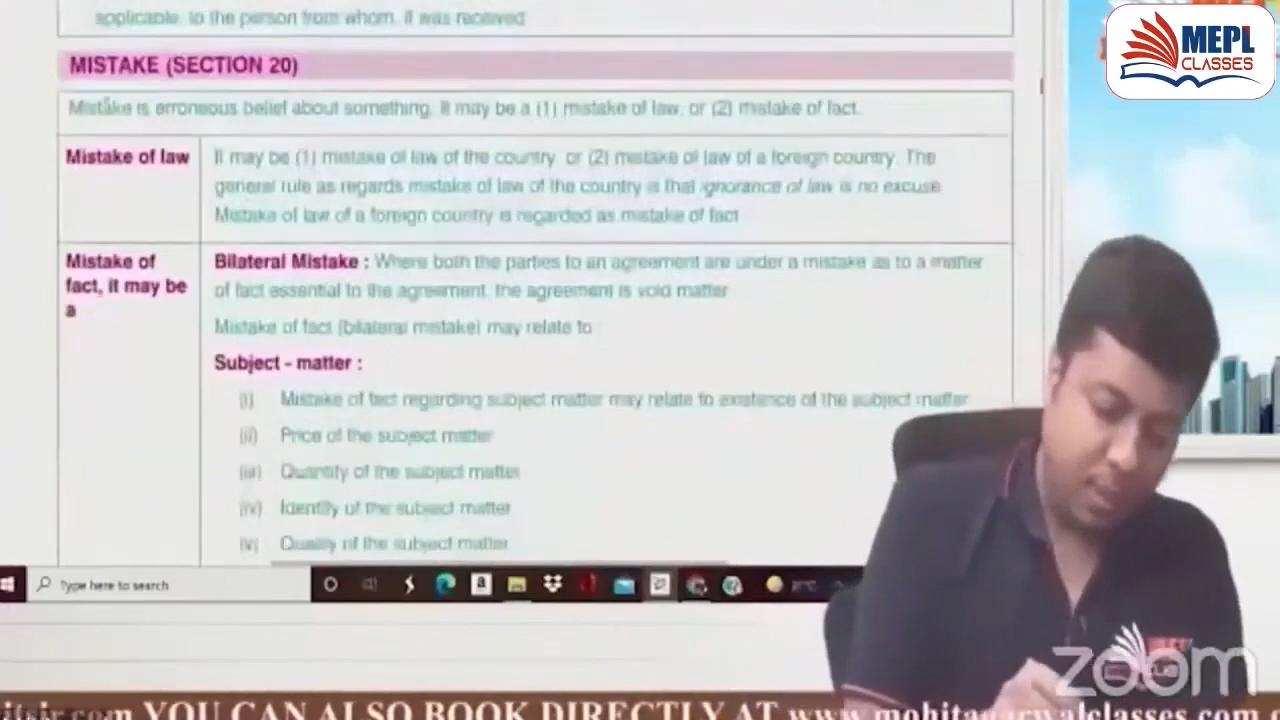 applicable, to the person from whom, it was received
MEPL
CLASSES
MISTAKE (SECTION 20)
Mistake is erroneous belief about something. It may be a (1) mistake of law, or (2) mistake of fact.
Mistake of law
It may be (1) mistake of law of the country, or (2) mistake of law of a foreign country. The
general rule as regards mistake of law of the country is that ignorance of law is no excuse.
Mistake of law of a foreign country is regarded as mistake of fact
Mistake of
fact, it may be
a
Bilateral Mistake : Where both the parties to an agreement are under a mistake as to a matter
of fact essential to the agreement, the agreement is void matter
Mistake of fact (bilateral mistake) may relate to
Subject - matter :
(i) Mistake of fact regarding subject matter may relate to existence of the subject matter
(ii) Price of the subject matter
(iii) Quantity of the subject matter
(iv) Identity of the subject matter
(v) Quality of the subject matter
Type here to search
zoom
YOU CAN ALSO BOOK DIRECTLY AT www.mohitagarwalclasses.com